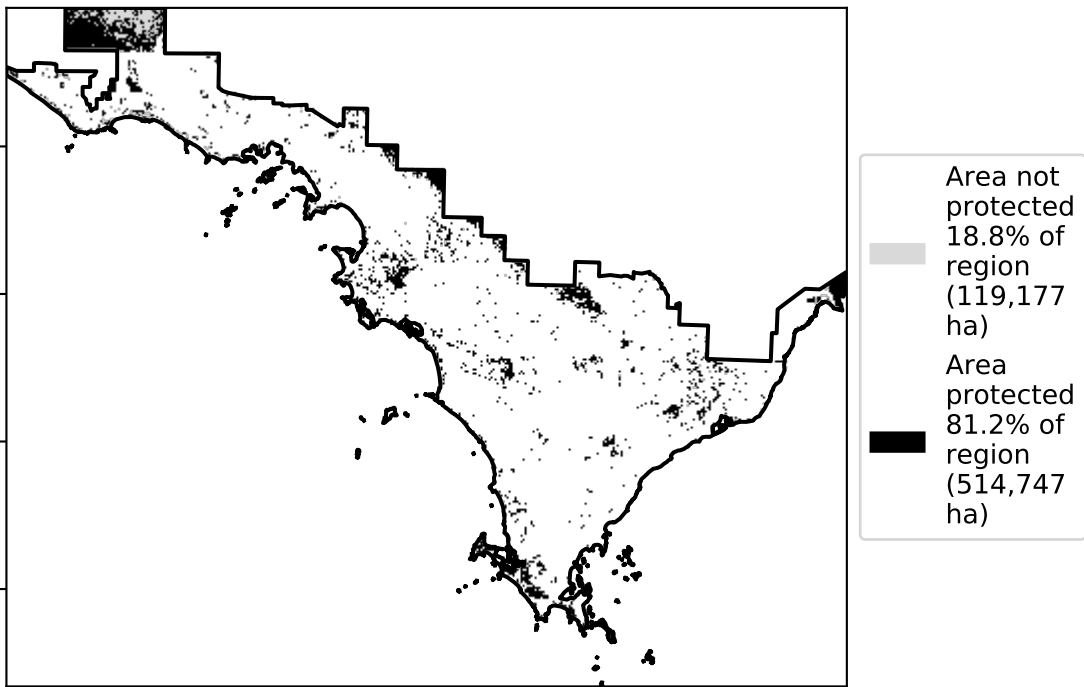 Area not
protected
18.8% of
region
(119,177
ha)
Area
protected
81.2% of
region
(514,747
ha)